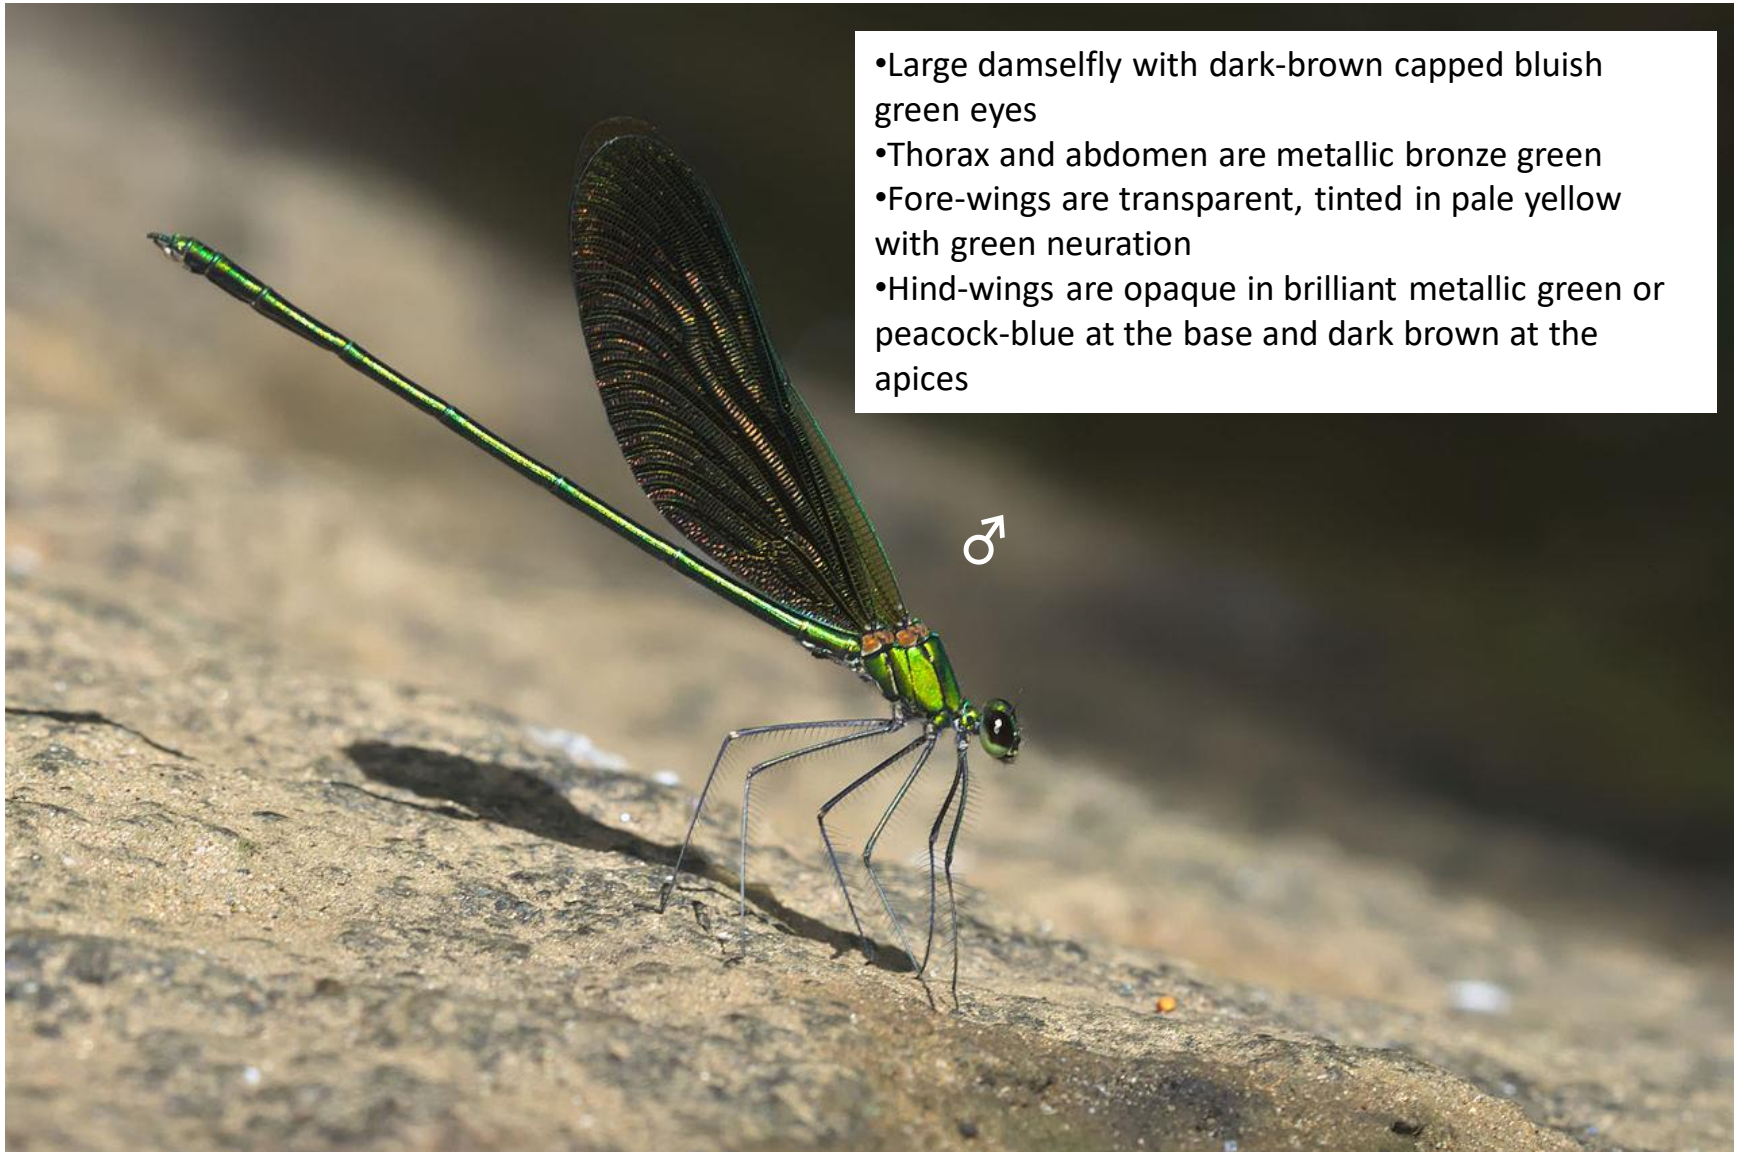 •Large damselfly with dark-brown capped bluish
green eyes
•Thorax and abdomen are metallic bronze green
•Fore-wings are transparent, tinted in pale yellow
with green neuration
•Hind-wings are opaque in brilliant metallic green or
peacock-blue at the base and dark brown at the
apices
♂